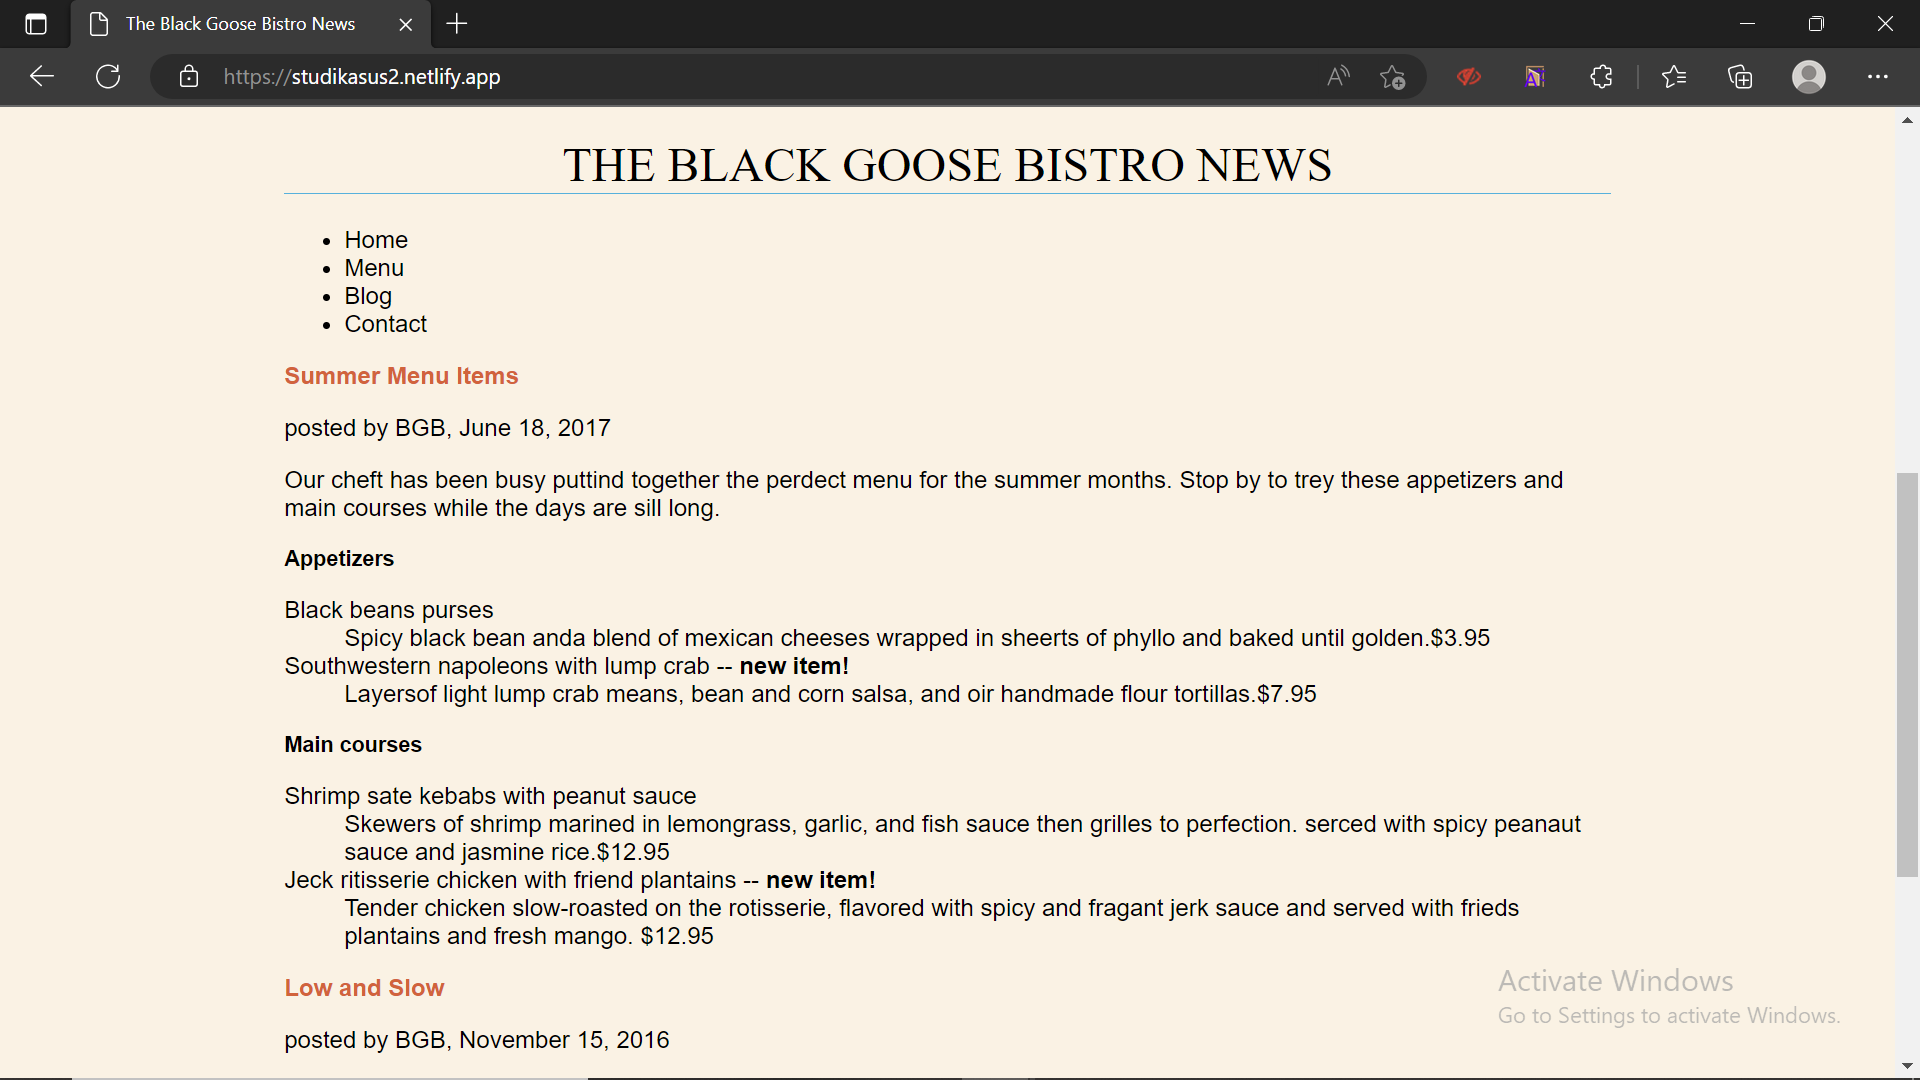 The Black Goose Bistro News
https://studikasus2.netlify.app
THE BLACK GOOSE BISTRO NEWS
• Home
• Menu
• Blog
• Contact
Summer Menu Items
posted by BGB, June 18, 2017
Our cheft has been busy puttind together the perdect menu for the summer months. Stop by to trey these appetizers and
main courses while the days are sill long.
Appetizers
Black beans purses
Spicy black bean anda blend of mexican cheeses wrapped in sheerts of phyllo and baked until golden.$3.95
Southwestern napoleons with lump crab -- new item!
Layersof light lump crab means, bean and corn salsa, and oir handmade flour tortillas.$7.95
Main courses
Shrimp sate kebabs with peanut sauce
Skewers of shrimp marined in lemongrass, garlic, and fish sauce then grilles to perfection. serced with spicy peanaut
sauce and jasmine rice.$12.95
Jeck ritisserie chicken with friend plantains -- new item!
Tender chicken slow-roasted on the rotisserie, flavored with spicy and fragant jerk sauce and served with frieds
plantains and fresh mango. $12.95
Low and Slow
posted by BGB, November 15, 2016
Activate Windows
Go to Settings to activate Windows.